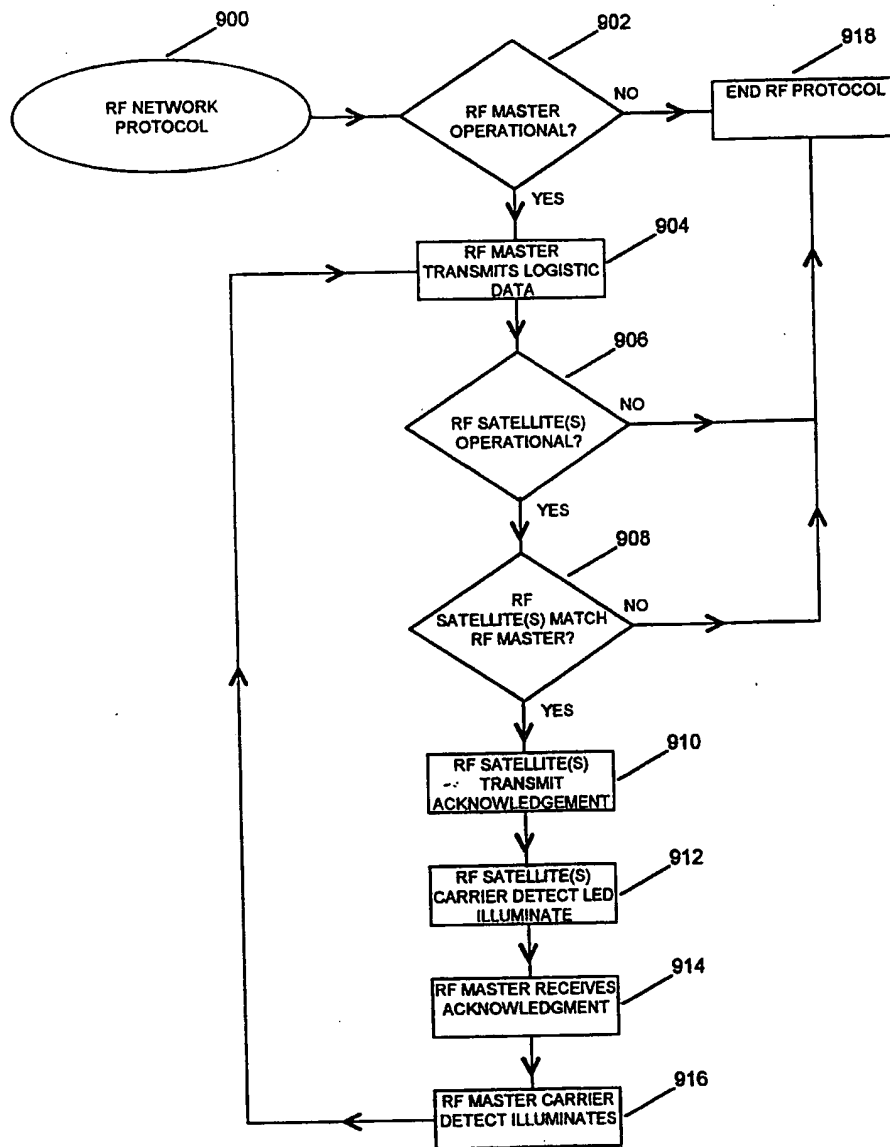 900
RF NETWORK
PROTOCOL
902
RF MASTER
OPERATIONAL?
NO
918
END RF PROTOCOL
YES
904
RF MASTER
TRANSMITS LOGISTIC
DATA
906
RF SATELLITE(S)
OPERATIONAL?
NO
YES
908
RF
SATELLITE(S) MATCH
RF MASTER?
NO
YES
910
RF SATELLITE(S)
TRANSMIT
ACKNOWLEDGEMENT
912
RF SATELLITE(S)
CARRIER DETECT LED
ILLUMINATE
914
RF MASTER RECEIVES
ACKNOWLEDGMENT
916
RF MASTER CARRIER
DETECT ILLUMINATES